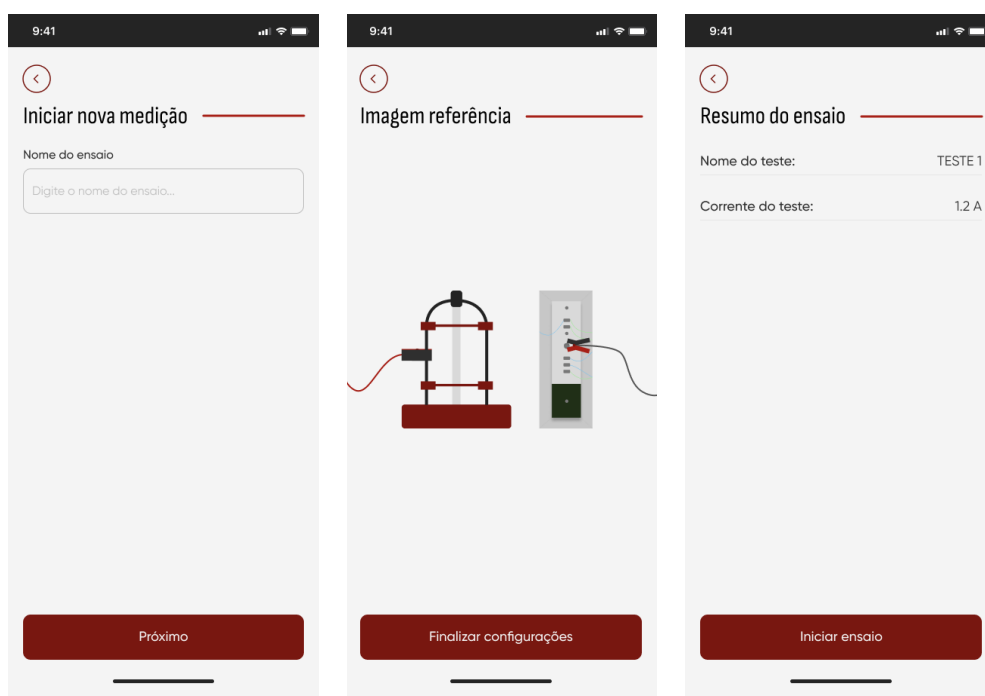 9:41
Iniciar nova medição
Nome do ensaio
Digite o nome do ensaio...
Próximo
9:41
Imagem referência
Finalizar configurações
9:41
Resumo do ensaio
Nome do teste: TESTE 1
Corrente do teste: 1.2 A
Iniciar ensaio